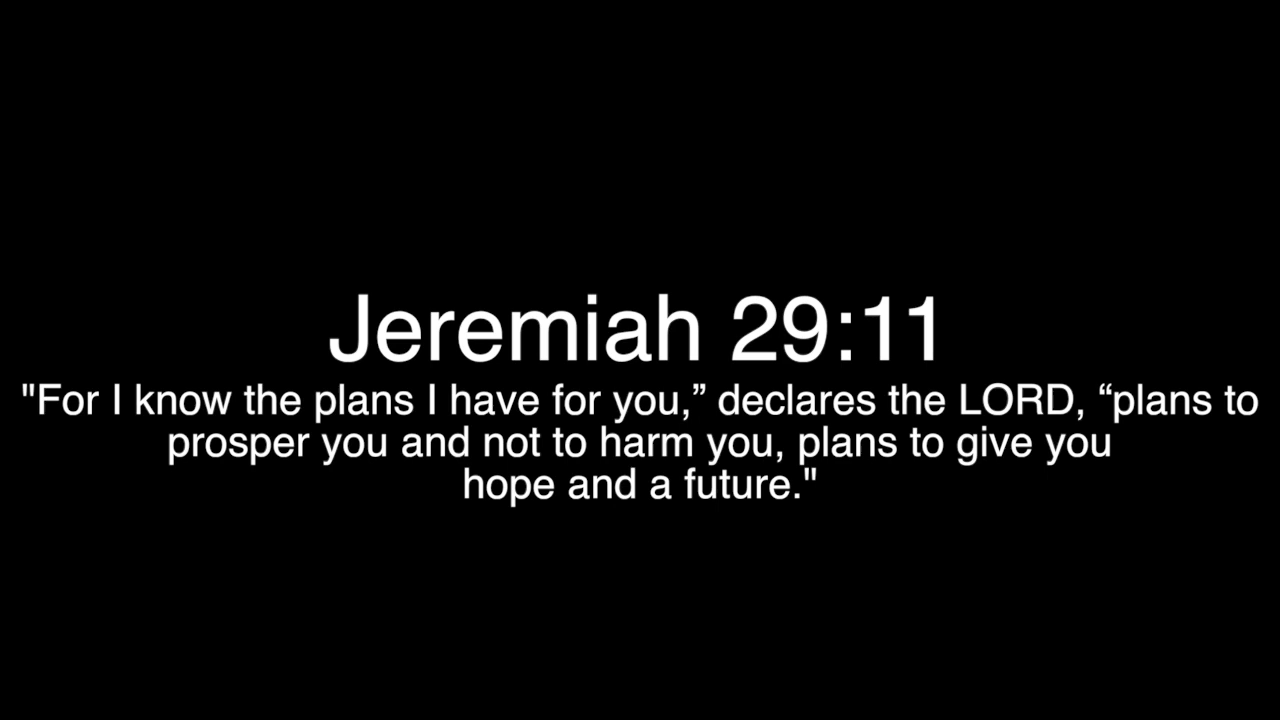 Jeremiah 29:11
"For I know the plans I have for you,” declares the LORD, “plans to
prosper you and not to harm you, plans to give you
hope and a future."